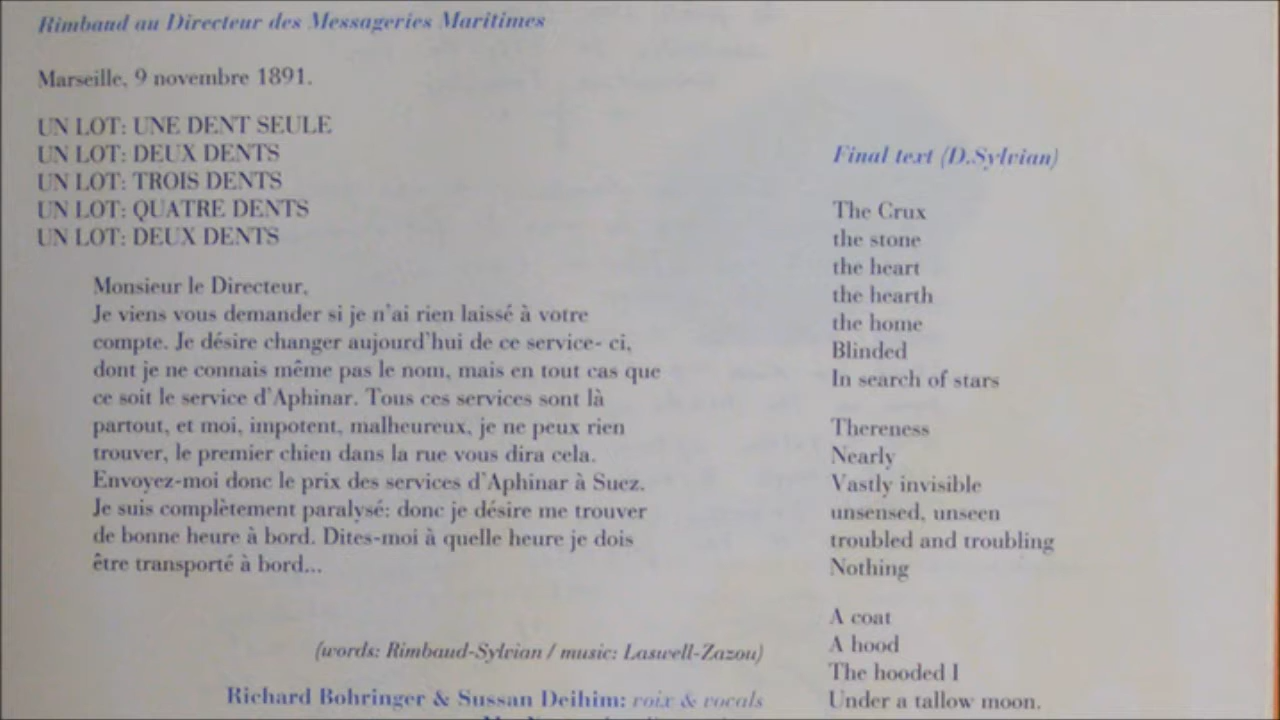 Rimbaud au Directeur des Messageries Maritimes
Marseille, 9 novembre 1891.
UN LOT: UNE DENT SEULE
UN LOT: DEUX DENTS
UN LOT: TROIS DENTS
UN LOT: QUATRE DENTS
UN LOT: DEUX DENTS
Monsieur le Directeur,
Je viens vous demander si je n'ai rien laissé à votre
compte. Je désire changer aujourd'hui de ce service- ci,
dont je ne connais même pas le nom, mais en tout cas que
ce soit le service d'Aphinar. Tous ces services sont là
partout, et moi, impotent, malheureux, je ne peux rien
trouver, le premier chien dans la rue vous dira cela.
Envoyez-moi donc le prix des services d'Aphinar à Suez.
Je suis complètement paralysé: donc je désire me trouver
de bonne heure à bord. Dites-moi à quelle heure je dois
être transporté à bord...
(words: Rimbaud-Sylvian / music: Laswell-Zazou)
Richard Bohringer & Sussan Deihim: voix & vocals
Final text (D.Sylvian)
The Crux
the stone
the heart
the hearth
the home
Blinded
In search of stars
Thereness
Nearly
Vastly invisible
unsensed, unseen
troubled and troubling
Nothing
A coat
A hood
The hooded I
Under a tallow moon.